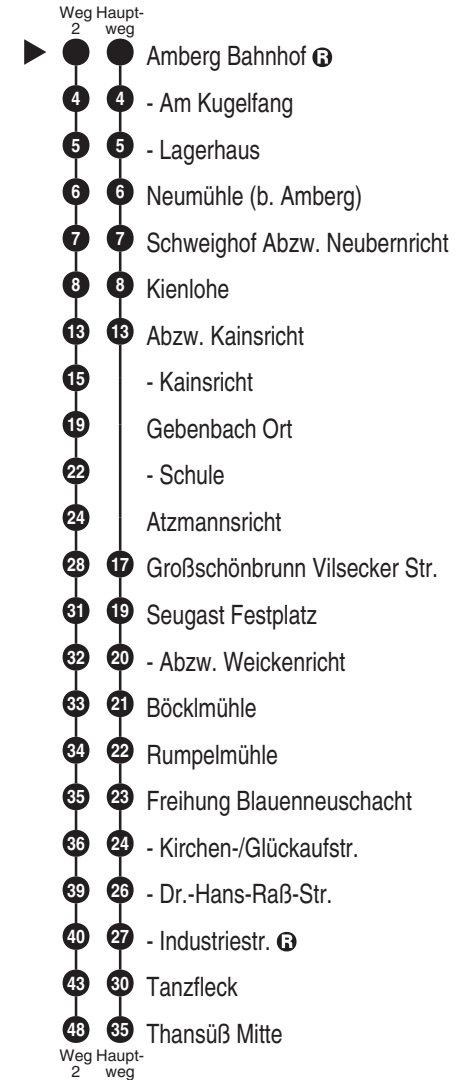 Weg Haupt-
2 weg
Amberg Bahnhof R
4 4 - Am Kugelfang
5 5 - Lagerhaus
6 6 Neumühle (b. Amberg)
7 7 Schweighof Abzw. Neubernricht
8 8 Kienlohe
13 13 Abzw. Kainsricht
15 - Kainsricht
19 Gebenbach Ort
22 - Schule
24 Atzmannsricht
28 17 Großschönbrunn Vilsecker Str.
31 19 Seugast Festplatz
32 20 - Abzw. Weickenricht
33 21 Böcklmühle
34 22 Rumpelmühle
35 23 Freihung Blauenneuschacht
36 24 - Kirchen-/Glückaufstr.
39 26 - Dr.-Hans-Raß-Str.
40 27 - Industriestr. R
43 30 Tanzfleck
48 35 Thansüß Mitte
Weg Haupt-
2 weg